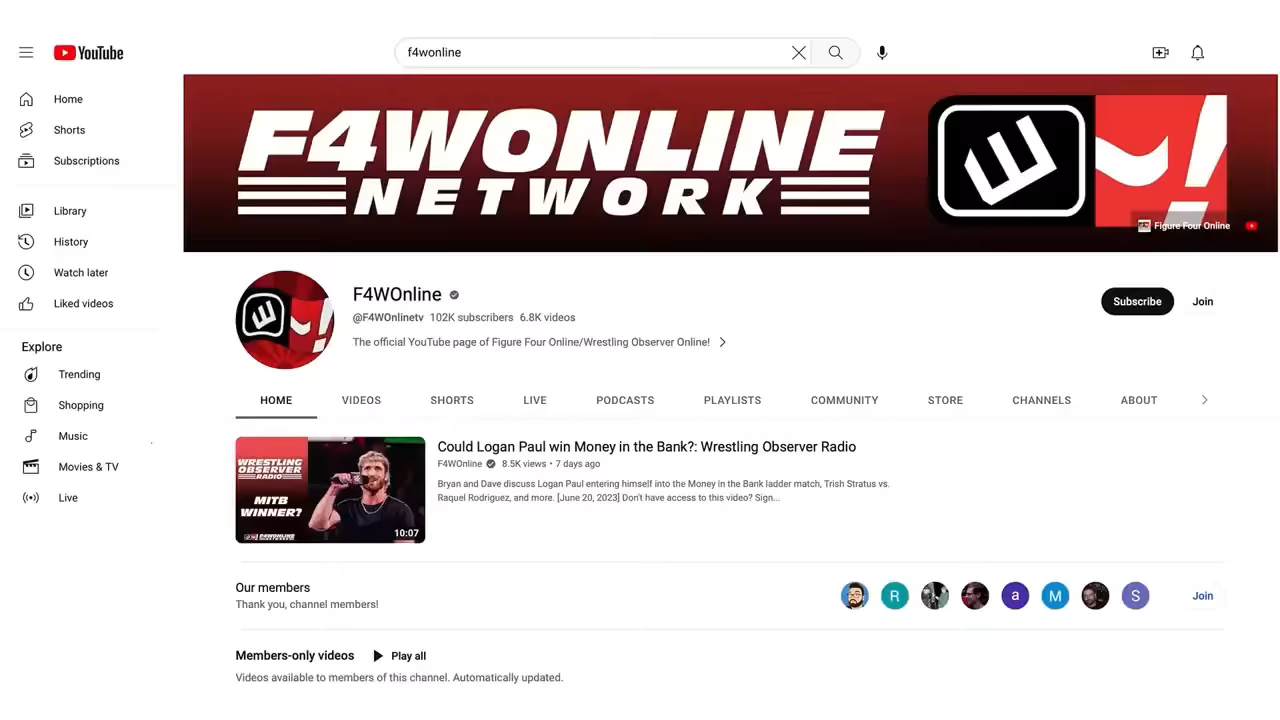 YouTube
f4wonline
Home
Shorts
Subscriptions
Library
History
Watch later
Liked videos
Explore
Trending
Shopping
Music
Movies & TV
Live
F4WONLINE
NETWORK
Figure Four Online
F4WOnline
@F4WOnlinetv 102K subscribers 6.8K videos
The official YouTube page of Figure Four Online/Wrestling Observer Online!
Subscribe
Join
HOME VIDEOS SHORTS LIVE PODCASTS PLAYLISTS COMMUNITY STORE CHANNELS ABOUT
WRESTLING
OBSERVER
RADIO
MITB
WINNER?
F4WONLINE
NETWORK
10:07
Could Logan Paul win Money in the Bank?: Wrestling Observer Radio
F4WOnline 8.5K views • 7 days ago
Bryan and Dave discuss Logan Paul entering himself into the Money in the Bank ladder match, Trish Stratus vs.
Raquel Rodriguez, and more. [June 20, 2023] Don't have access to this video? Sign...
Our members
Thank you, channel members!
R a M S
Join
Members-only videos Play all
Videos available to members of this channel. Automatically updated.